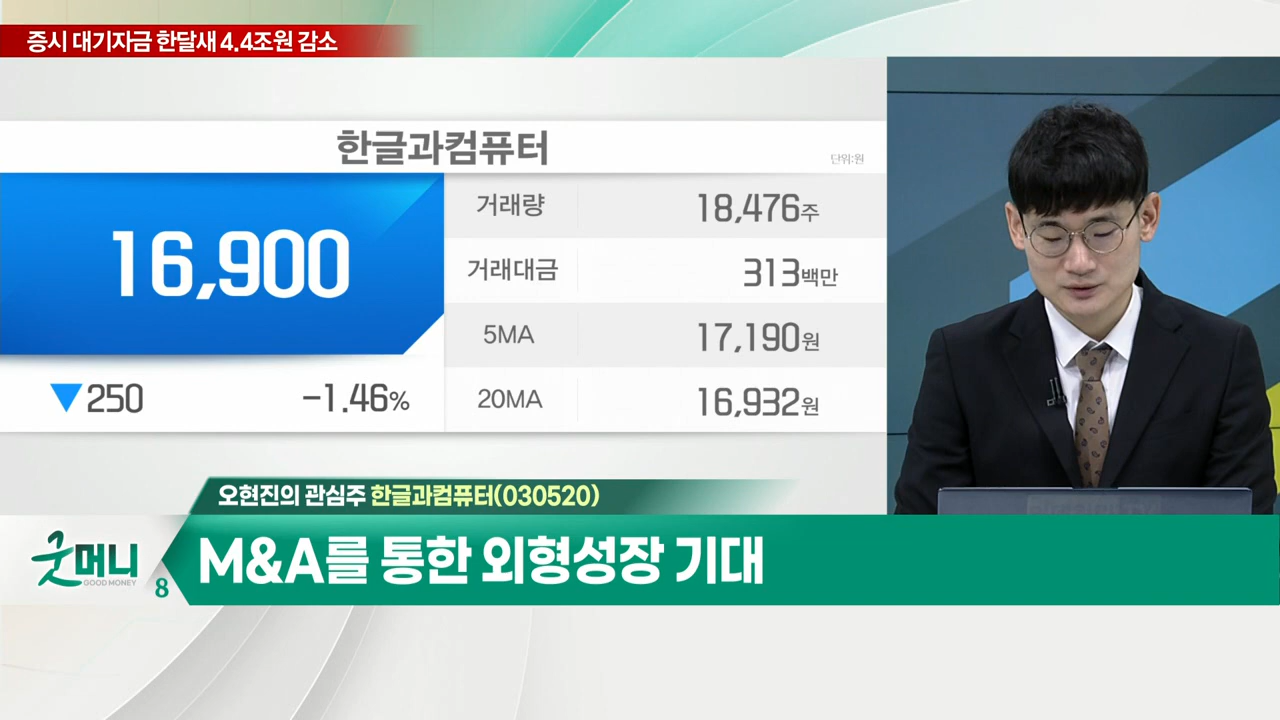 증시 대기자금 한달새 4.4조원 감소
한글과컴퓨터
단위:원
16,900
▼250 -1.46%
거래량 18,476주
거래대금 313백만
5MA 17,190원
20MA 16,932원
오현진의 관심주 한글과컴퓨터(030520)
굿머니
GOOD MONEY
8
M&A를 통한 외형성장 기대